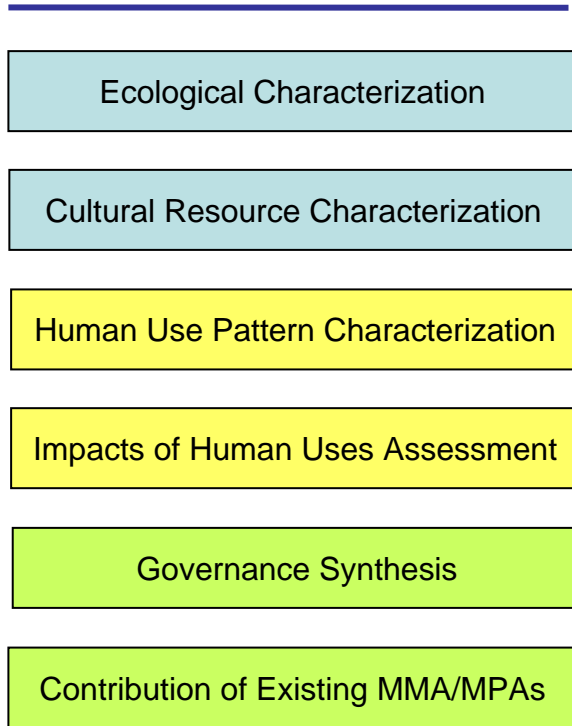 Ecological Characterization
Cultural Resource Characterization
Human Use Pattern Characterization
Impacts of Human Uses Assessment
Governance Synthesis
Contribution of Existing MMA/MPAs